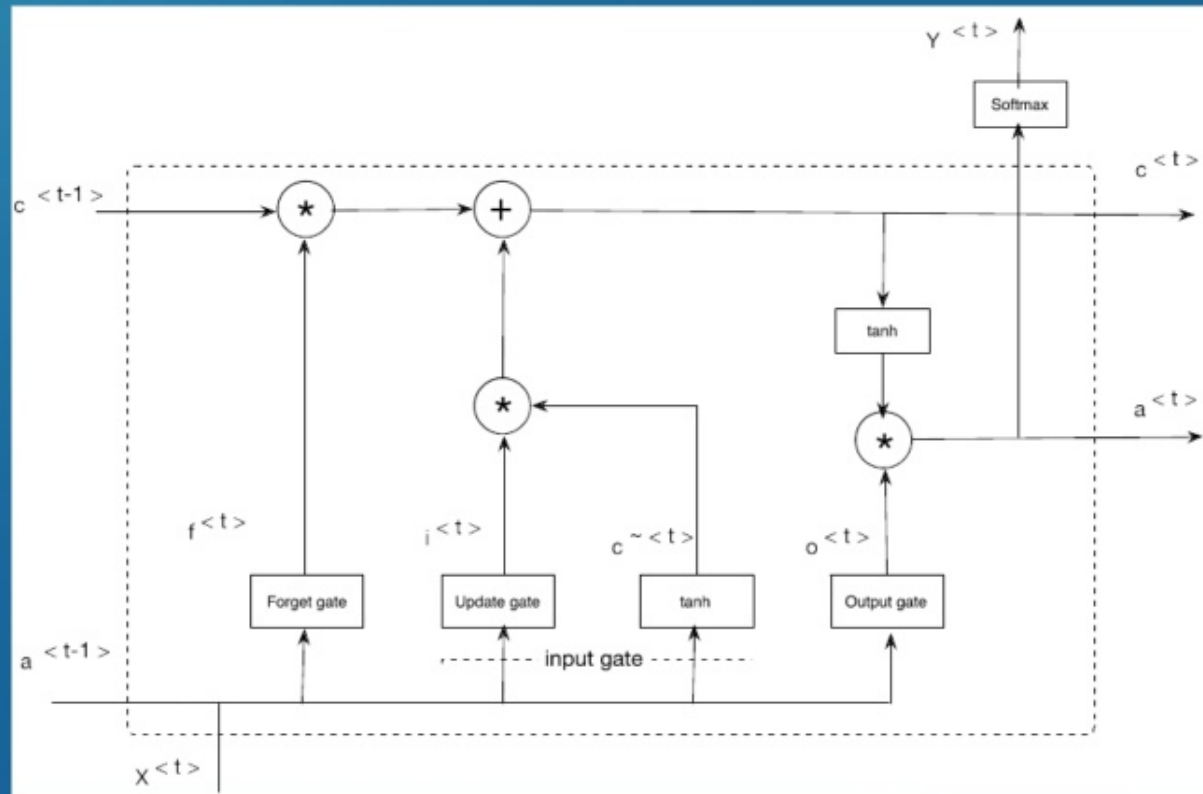 Y <t>
Softmax
c <t-1>
c <t>
*
+
tanh
*
*
a <t>
f <t>
i <t>
c ~ <t>
o <t>
Forget gate
Update gate
tanh
Output gate
a <t-1>
input gate
X <t>